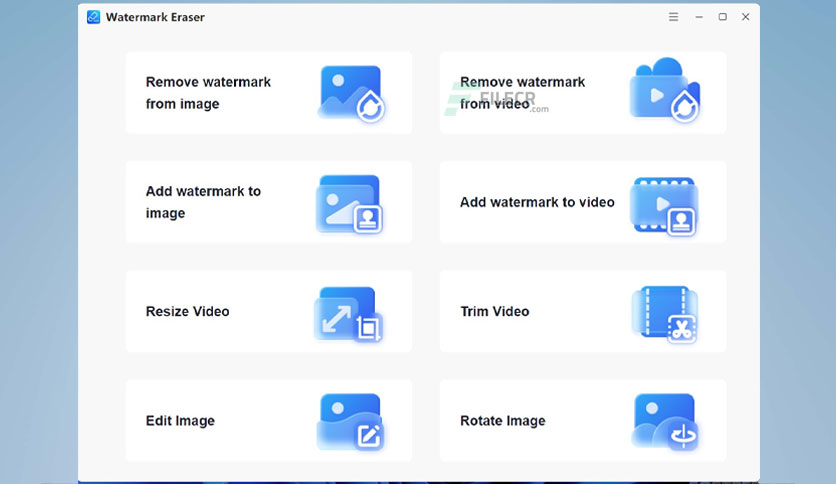 Watermark Eraser
Remove watermark
from image
Remove watermark
from video
FILECR
.com
Add watermark to
image
Add watermark to video
Resize Video
Trim Video
Edit Image
Rotate Image